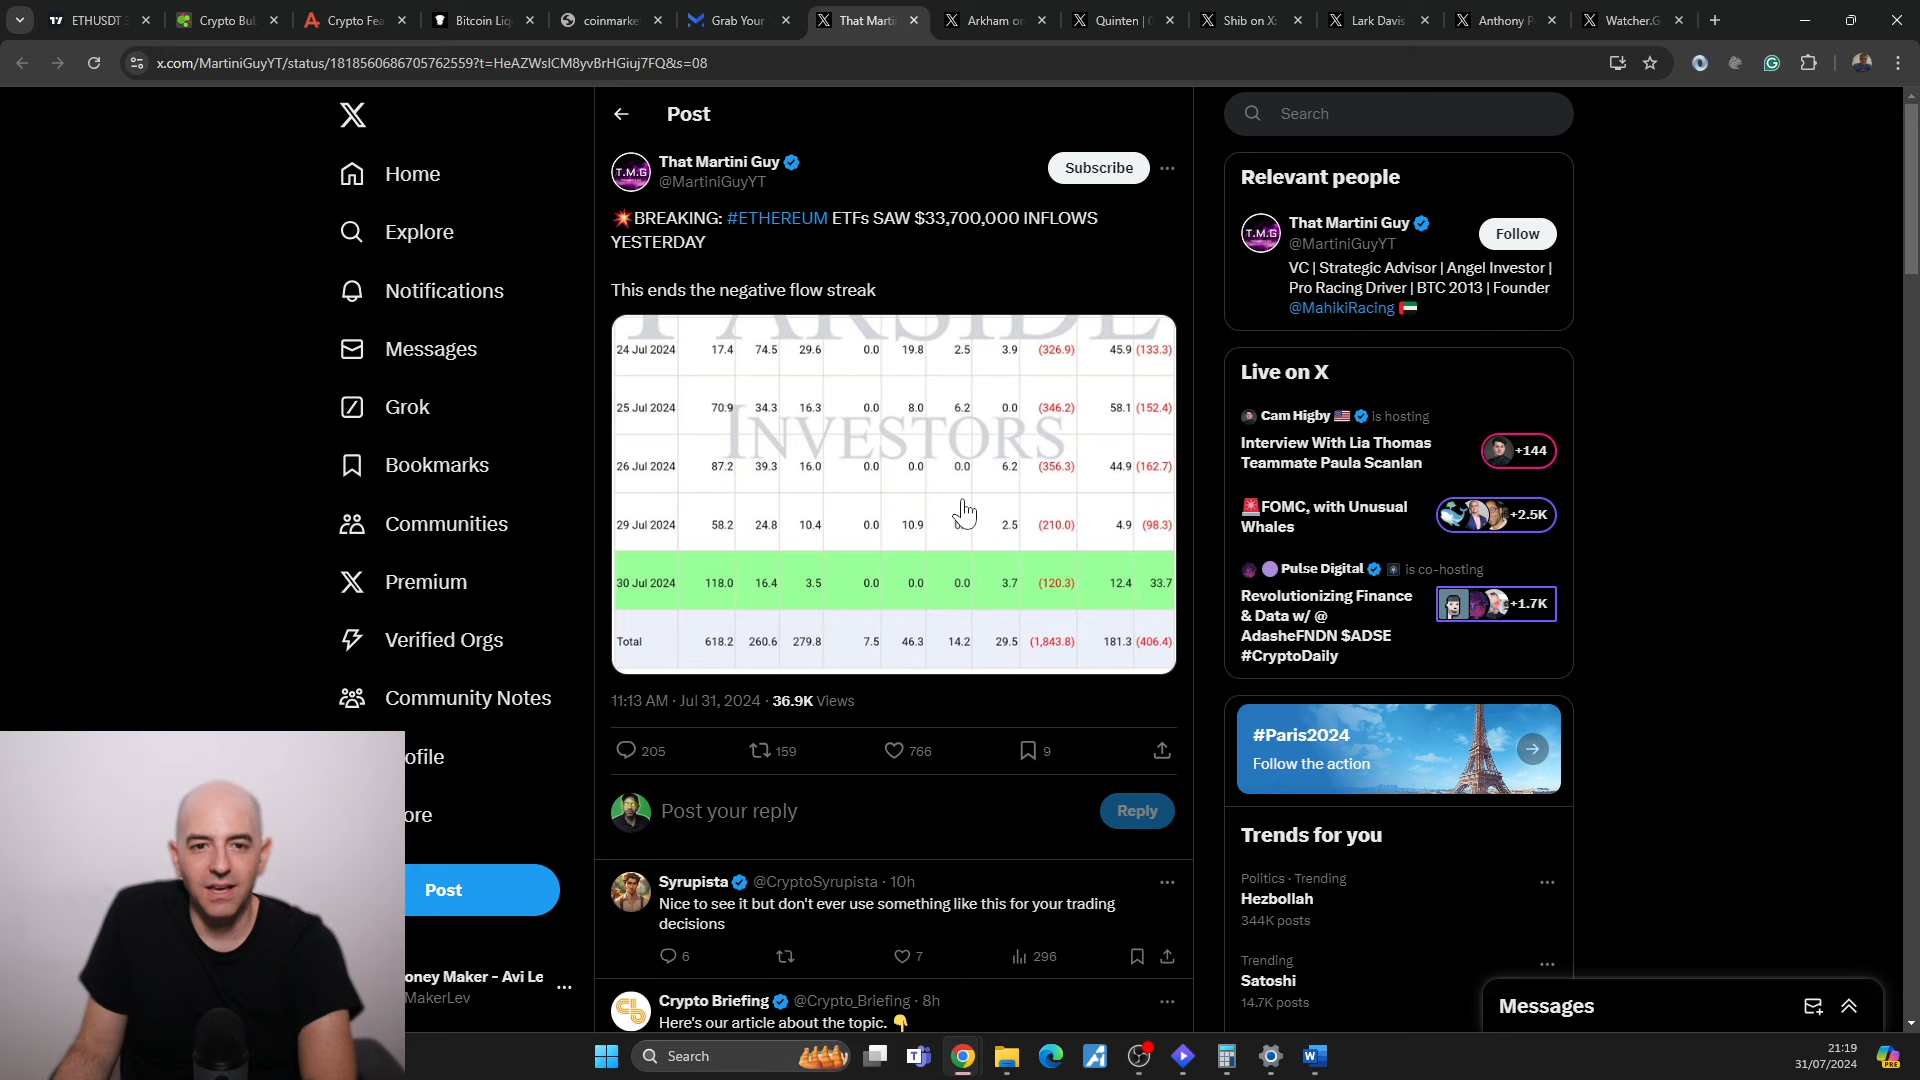 ETHUSDT 3
Crypto Bub
Crypto Fea
Bitcoin Liq
coinmarke
Grab Your
That Marti
Arkham on
Quinten |
Shib on X:
Lark Davis
Anthony P
Watcher.G
x.com/MartiniGuyYT/status/1818560686705762559?t=HeAZWsICM8yvBrHGiuj7FQ&s=08
Home
Explore
Notifications
Messages
Grok
Bookmarks
Communities
Premium
Verified Orgs
Community Notes
ofile
ore
Post
oney Maker - Avi Le
MakerLev
Post
T.M.G
That Martini Guy
@MartiniGuyYT
Subscribe
💥BREAKING: #ETHEREUM ETFs SAW $33,700,000 INFLOWS
YESTERDAY
This ends the negative flow streak
FARSIDE
INVESTORS
24 Jul 2024 17.4 74.5 29.6 0.0 19.8 2.5 3.9 (326.9) 45.9 (133.3)
25 Jul 2024 70.9 34.3 16.3 0.0 8.0 6.2 0.0 (346.2) 58.1 (152.4)
26 Jul 2024 87.2 39.3 16.0 0.0 0.0 0.0 6.2 (356.3) 44.9 (162.7)
29 Jul 2024 58.2 24.8 10.4 0.0 10.9 2.5 (210.0) 4.9 (98.3)
30 Jul 2024 118.0 16.4 3.5 0.0 0.0 0.0 3.7 (120.3) 12.4 33.7
Total 618.2 260.6 279.8 7.5 46.3 14.2 29.5 (1,843.8) 181.3 (406.4)
11:13 AM · Jul 31, 2024 · 36.9K Views
205 159 766 9
Post your reply
Reply
Syrupista @CryptoSyrupista · 10h
Nice to see it but don't ever use something like this for your trading
decisions
6 7 296
Crypto Briefing @Crypto_Briefing · 8h
Here's our article about the topic. 👇
Search
Relevant people
T.M.G
That Martini Guy
@MartiniGuyYT
Follow
VC | Strategic Advisor | Angel Investor |
Pro Racing Driver | BTC 2013 | Founder
@MahikiRacing 🇦🇪
Live on X
Cam Higby 🇺🇸 is hosting
Interview With Lia Thomas
Teammate Paula Scanlan
+144
🚨FOMC, with Unusual
Whales
+2.5K
Pulse Digital is co-hosting
Revolutionizing Finance
& Data w/ @
AdasheFNDN $ADSE
#CryptoDaily
+1.7K
#Paris2024
Follow the action
Trends for you
Politics · Trending
Hezbollah
344K posts
Trending
Satoshi
14.7K posts
Messages
Search
21:19
31/07/2024
PRE